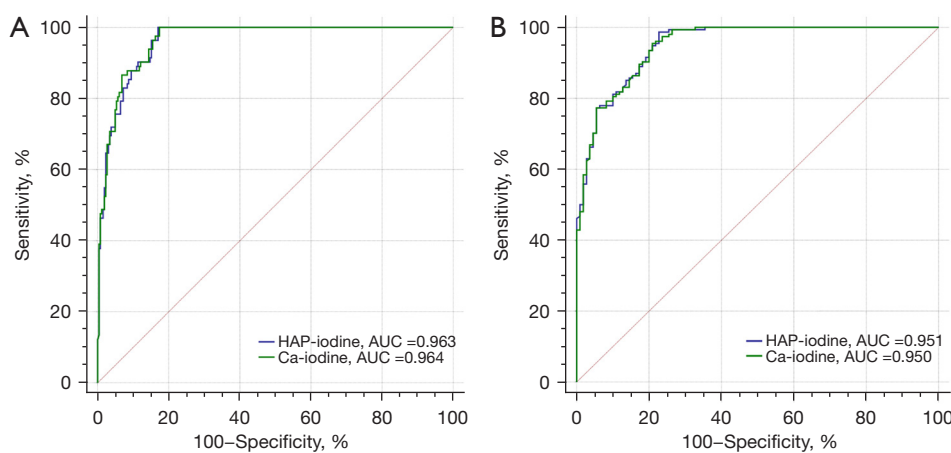 A
100
80
60
40
20
0
Sensitivity, %
HAP-iodine, AUC =0.963
Ca-iodine, AUC =0.964
0 20 40 60 80 100
100−Specificity, %
B
100
80
60
40
20
0
Sensitivity, %
HAP-iodine, AUC =0.951
Ca-iodine, AUC =0.950
0 20 40 60 80 100
100−Specificity, %